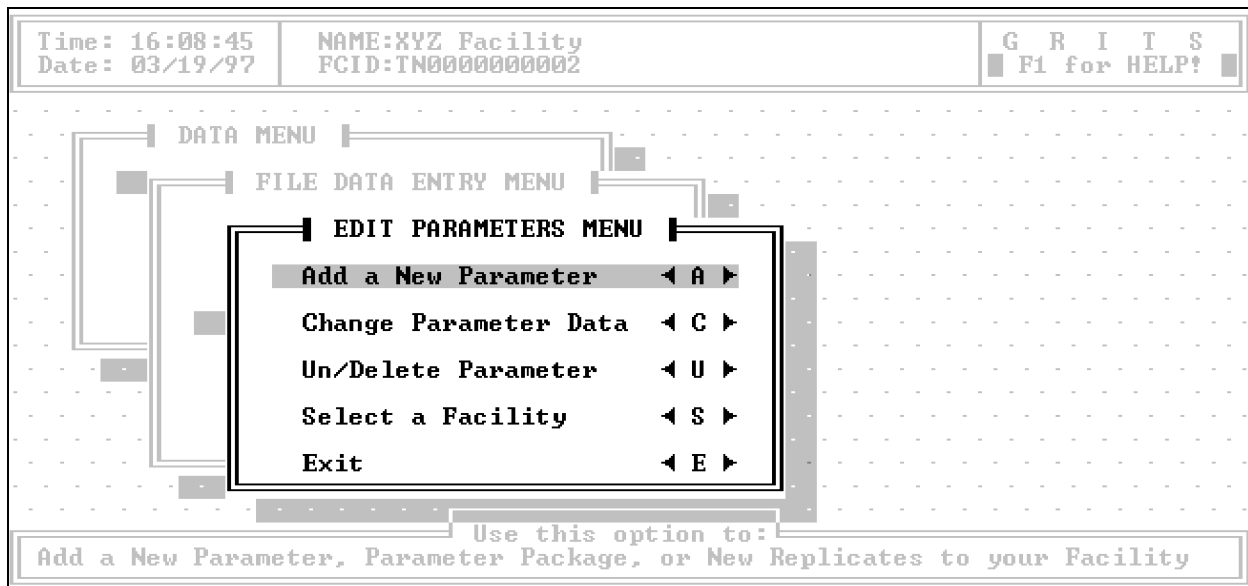 Time: 16:08:45 NAME:XYZ Facility G R I T S
Date: 03/19/97 FCID:TN0000000002 F1 for HELP!
DATA MENU
FILE DATA ENTRY MENU
EDIT PARAMETERS MENU
Add a New Parameter A
Change Parameter Data C
Un/Delete Parameter U
Select a Facility S
Exit E
Use this option to:
Add a New Parameter, Parameter Package, or New Replicates to your Facility